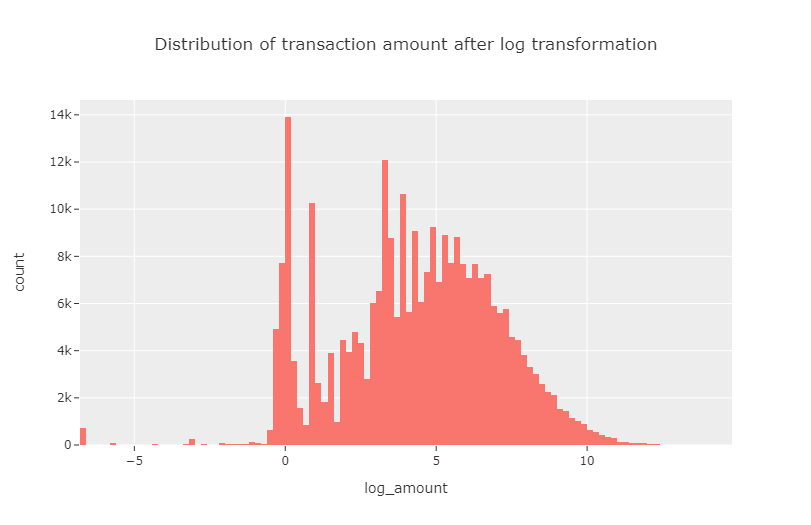 Distribution of transaction amount after log transformation
14k
12k
10k
8k
6k
4k
2k
0
−5
0
5
10
count
log_amount